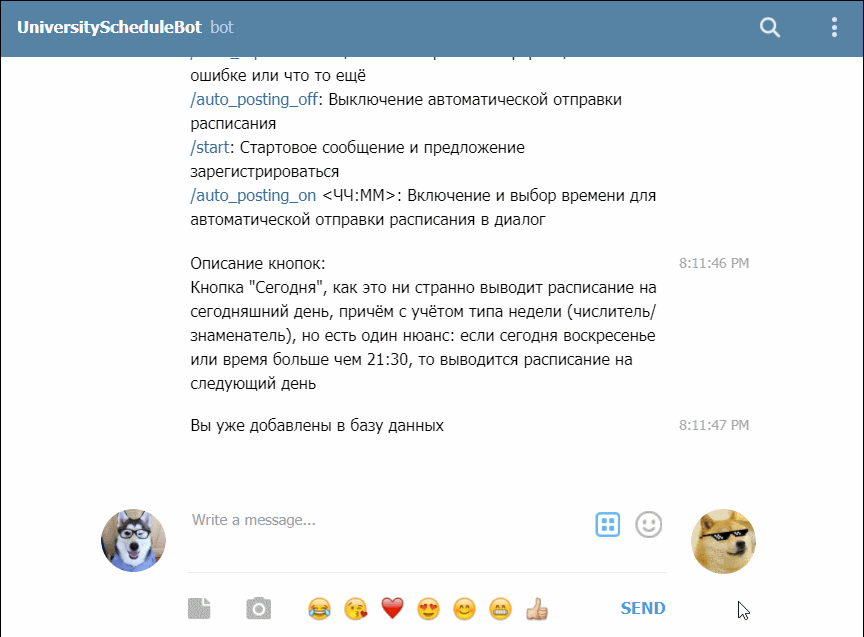 UniversityScheduleBot bot
ошибке или что то ещё
/auto_posting_off: Выключение автоматической отправки
расписания
/start: Стартовое сообщение и предложение
зарегистрироваться
/auto_posting_on <ЧЧ:ММ>: Включение и выбор времени для
автоматической отправки расписания в диалог
Описание кнопок: 8:11:46 PM
Кнопка "Сегодня", как это ни странно выводит расписание на
сегодняшний день, причём с учётом типа недели (числитель/
знаменатель), но есть один нюанс: если сегодня воскресенье
или время больше чем 21:30, то выводится расписание на
следующий день
Вы уже добавлены в базу данных 8:11:47 PM
Write a message...
SEND